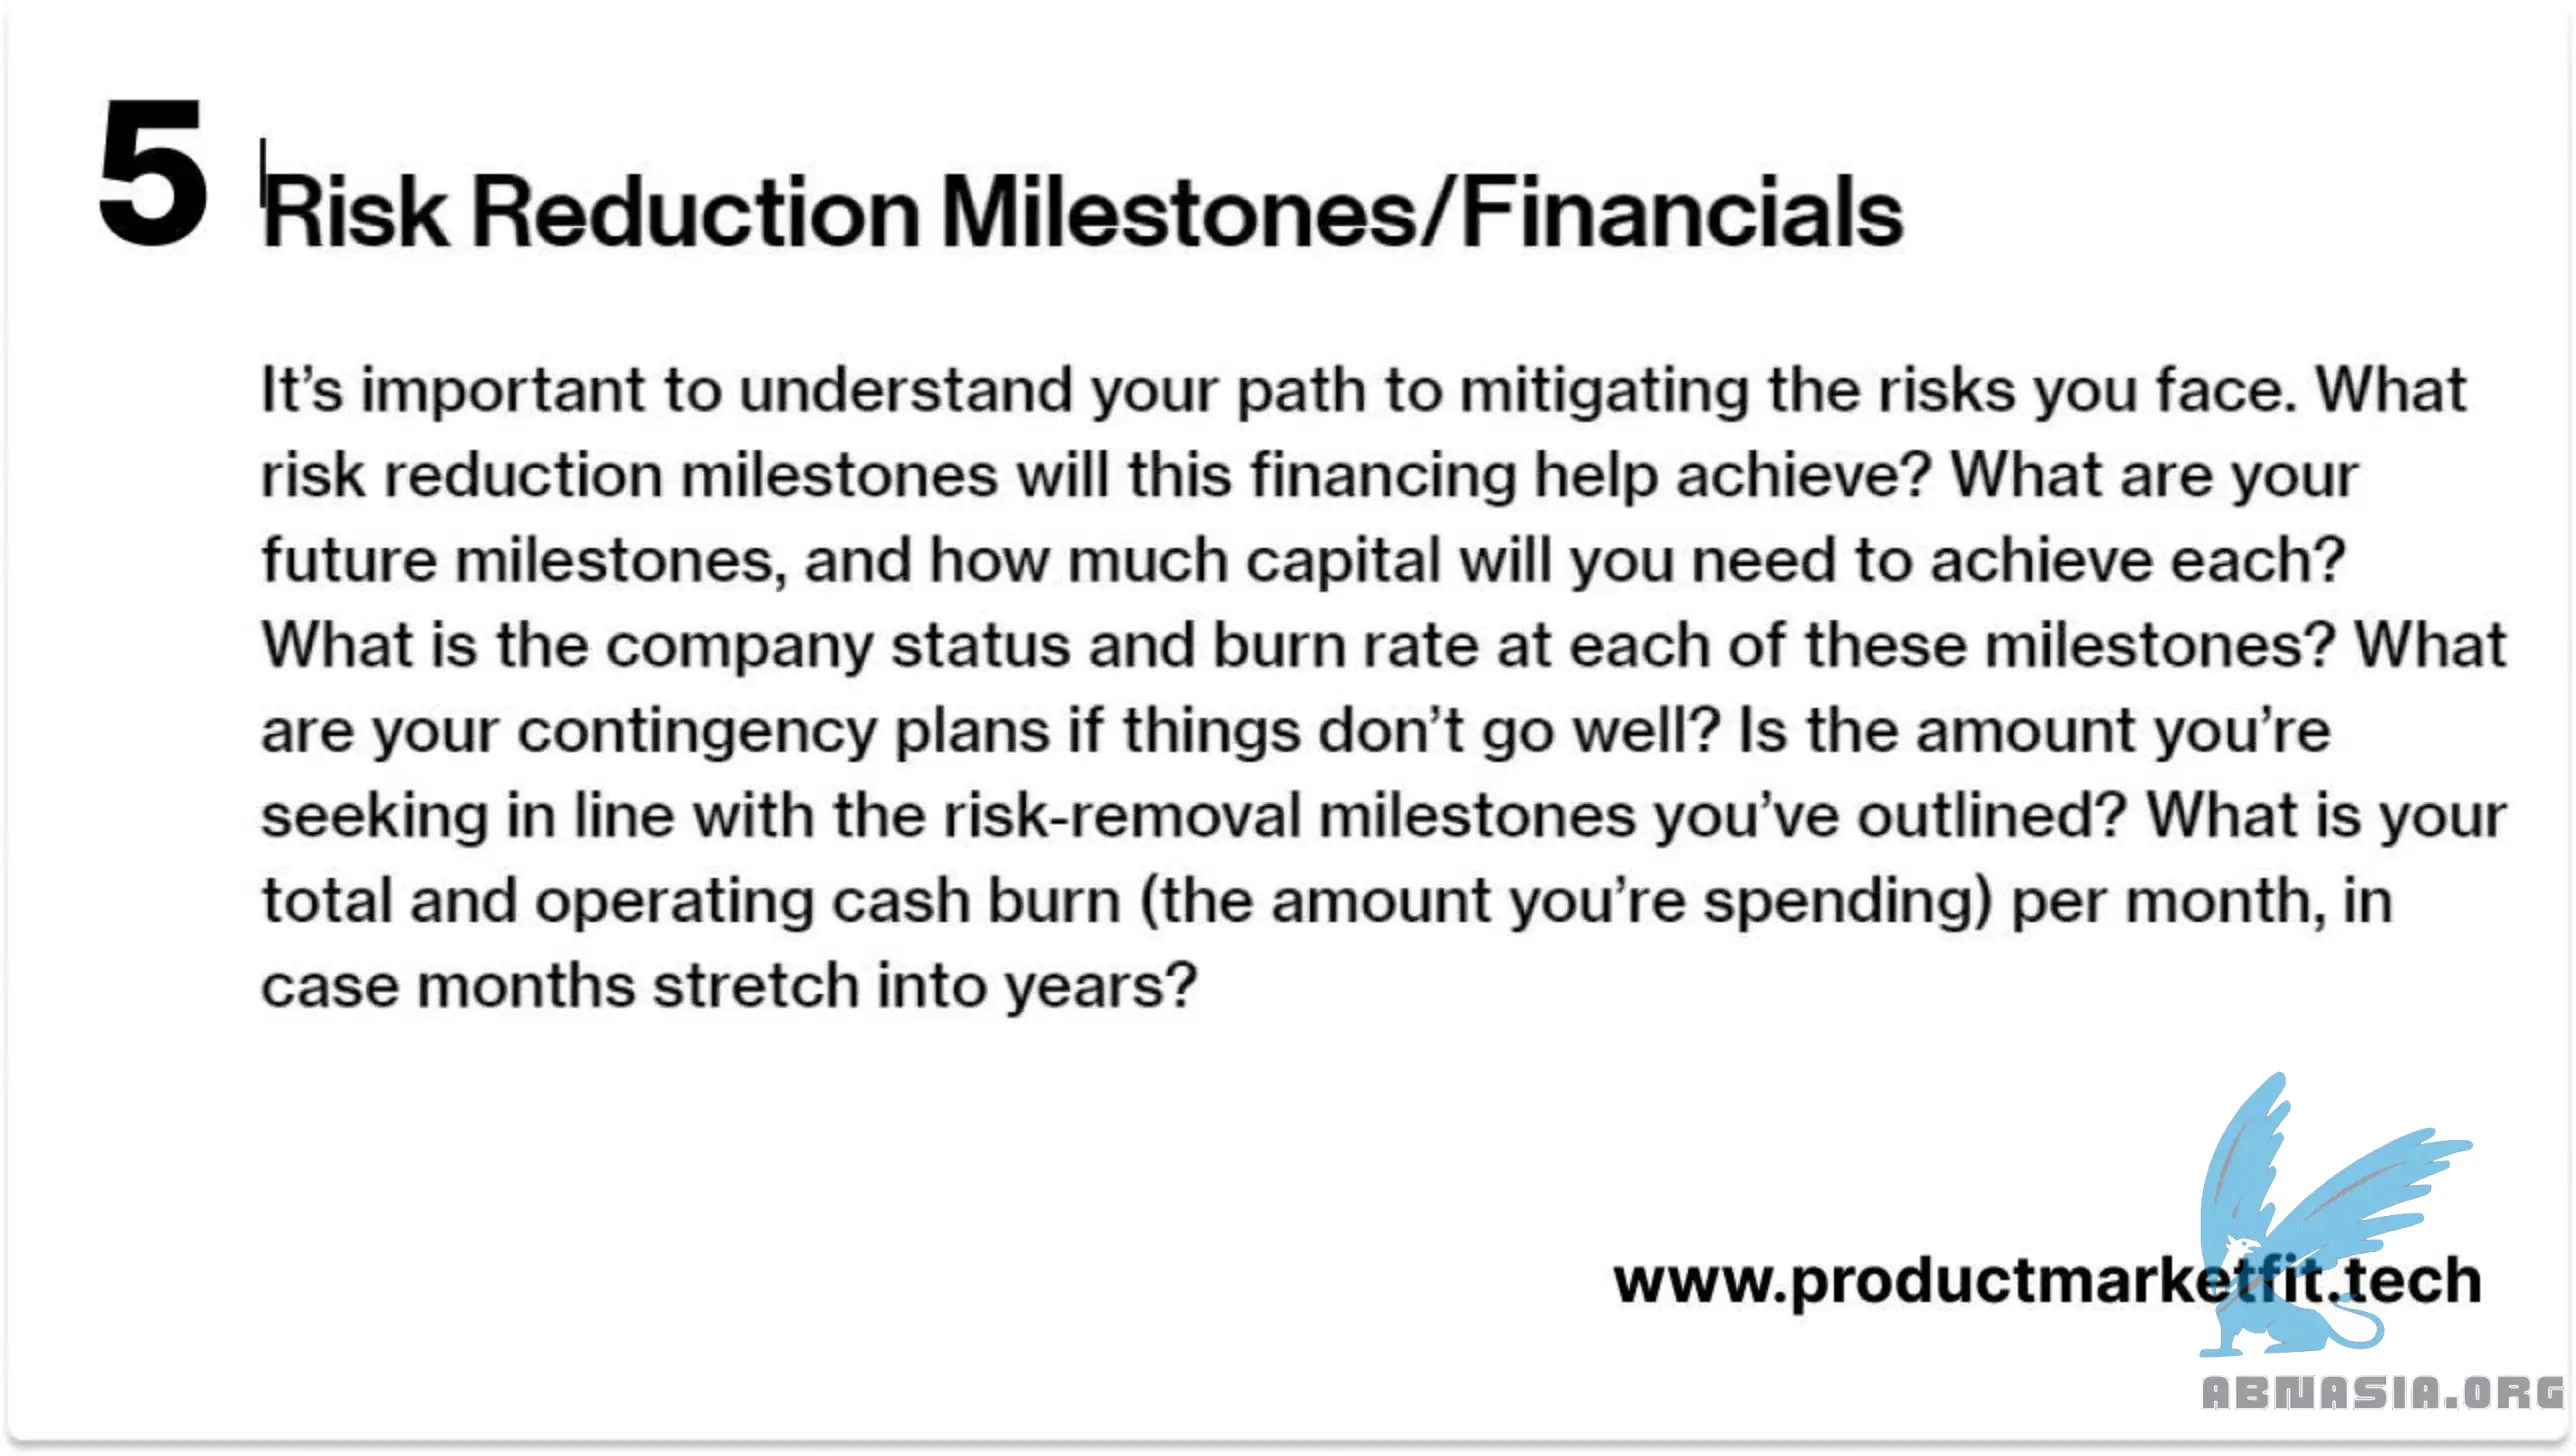 5
Risk Reduction Milestones/Financials
It’s important to understand your path to mitigating the risks you face. What
risk reduction milestones will this financing help achieve? What are your
future milestones, and how much capital will you need to achieve each?
What is the company status and burn rate at each of these milestones? What
are your contingency plans if things don’t go well? Is the amount you’re
seeking in line with the risk-removal milestones you’ve outlined? What is your
total and operating cash burn (the amount you’re spending) per month, in
case months stretch into years?
www.productmarketfit.tech
ABNASIA.ORG